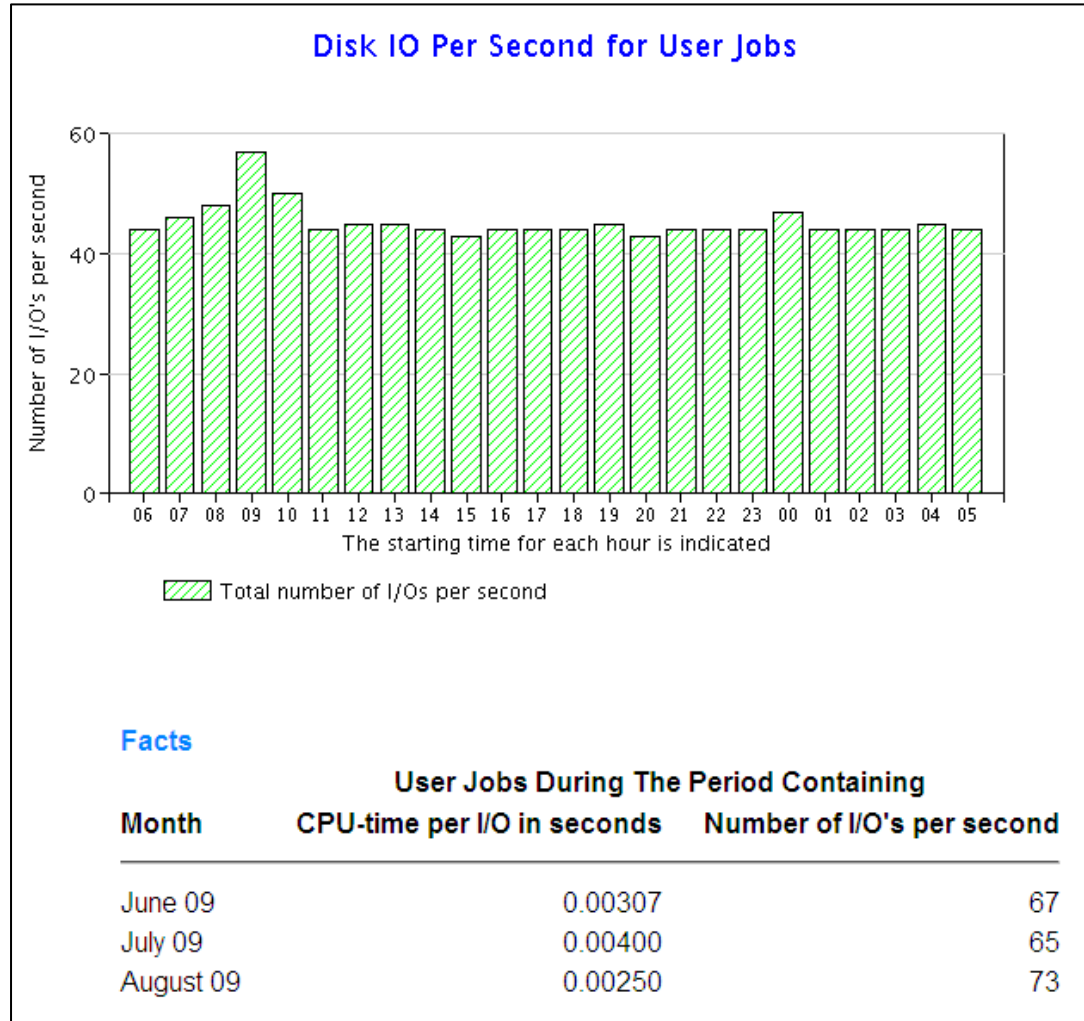 Disk IO Per Second for User Jobs
Number of I/O's per second
60
40
20
0
06 07 08 09 10 11 12 13 14 15 16 17 18 19 20 21 22 23 00 01 02 03 04 05
The starting time for each hour is indicated
Total number of I/Os per second
Facts
User Jobs During The Period Containing
Month CPU-time per I/O in seconds Number of I/O's per second
June 09 0.00307 67
July 09 0.00400 65
August 09 0.00250 73